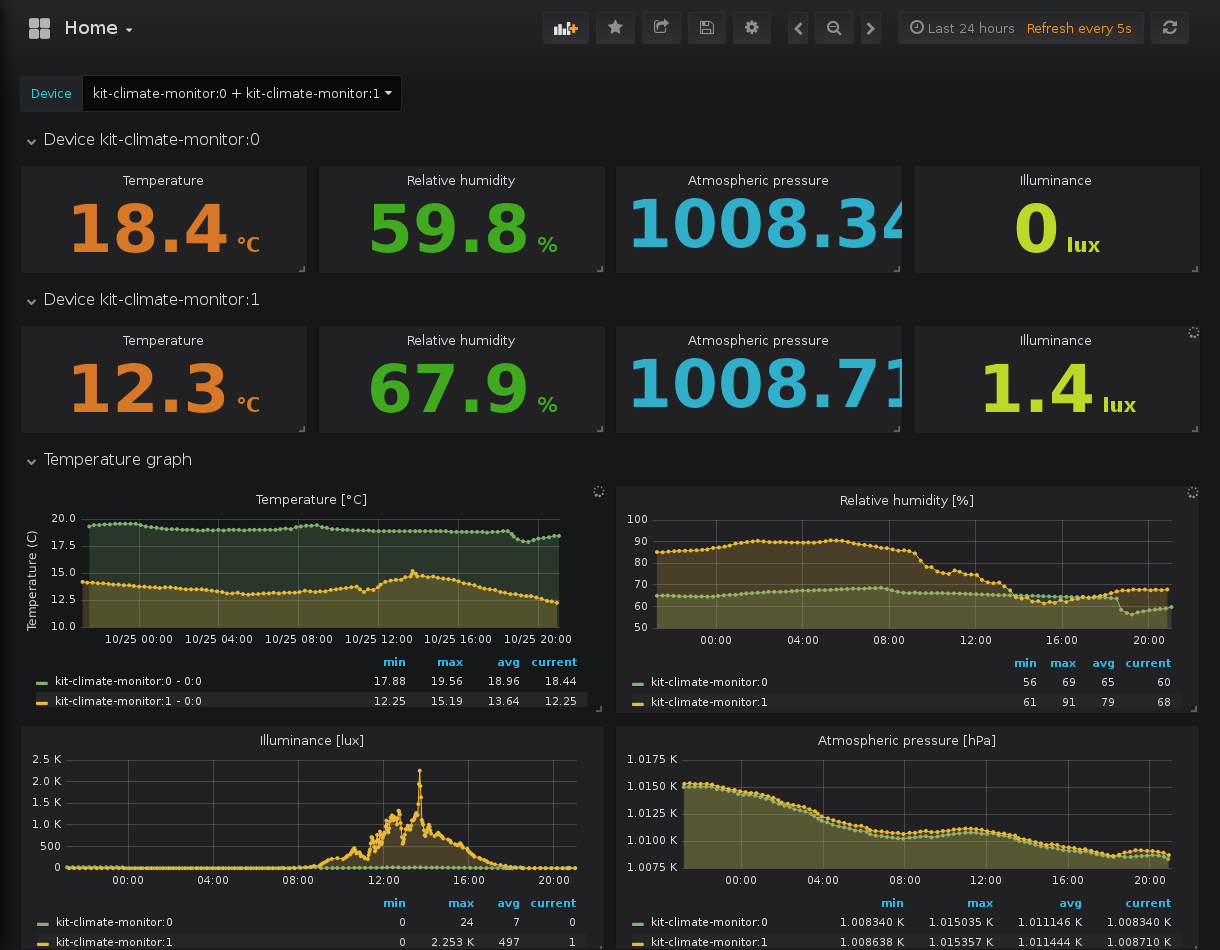 Home
Last 24 hours Refresh every 5s
Device kit-climate-monitor:0 + kit-climate-monitor:1
Device kit-climate-monitor:0
Temperature Relative humidity Atmospheric pressure Illuminance
18.4 °C 59.8 % 1008.34 0 lux
Device kit-climate-monitor:1
Temperature Relative humidity Atmospheric pressure Illuminance
12.3 °C 67.9 % 1008.71 1.4 lux
Temperature graph
Temperature [°C]
Temperature (C)
20.0
17.5
15.0
12.5
10.0
10/25 00:00 10/25 04:00 10/25 08:00 10/25 12:00 10/25 16:00 10/25 20:00
min max avg current
kit-climate-monitor:0 - 0:0 17.88 19.56 18.96 18.44
kit-climate-monitor:1 - 0:0 12.25 15.19 13.64 12.25
Relative humidity [%]
100
90
80
70
60
50
00:00 04:00 08:00 12:00 16:00 20:00
min max avg current
kit-climate-monitor:0 56 69 65 60
kit-climate-monitor:1 61 91 79 68
Illuminance [lux]
2.5 K
2.0 K
1.5 K
1.0 K
500
0
00:00 04:00 08:00 12:00 16:00 20:00
min max avg current
kit-climate-monitor:0 0 24 7 0
kit-climate-monitor:1 0 2.253 K 497 1
Atmospheric pressure [hPa]
1.0175 K
1.0150 K
1.0125 K
1.0100 K
1.0075 K
00:00 04:00 08:00 12:00 16:00 20:00
min max avg current
kit-climate-monitor:0 1.008340 K 1.015035 K 1.011146 K 1.008340 K
kit-climate-monitor:1 1.008638 K 1.015357 K 1.011444 K 1.008710 K